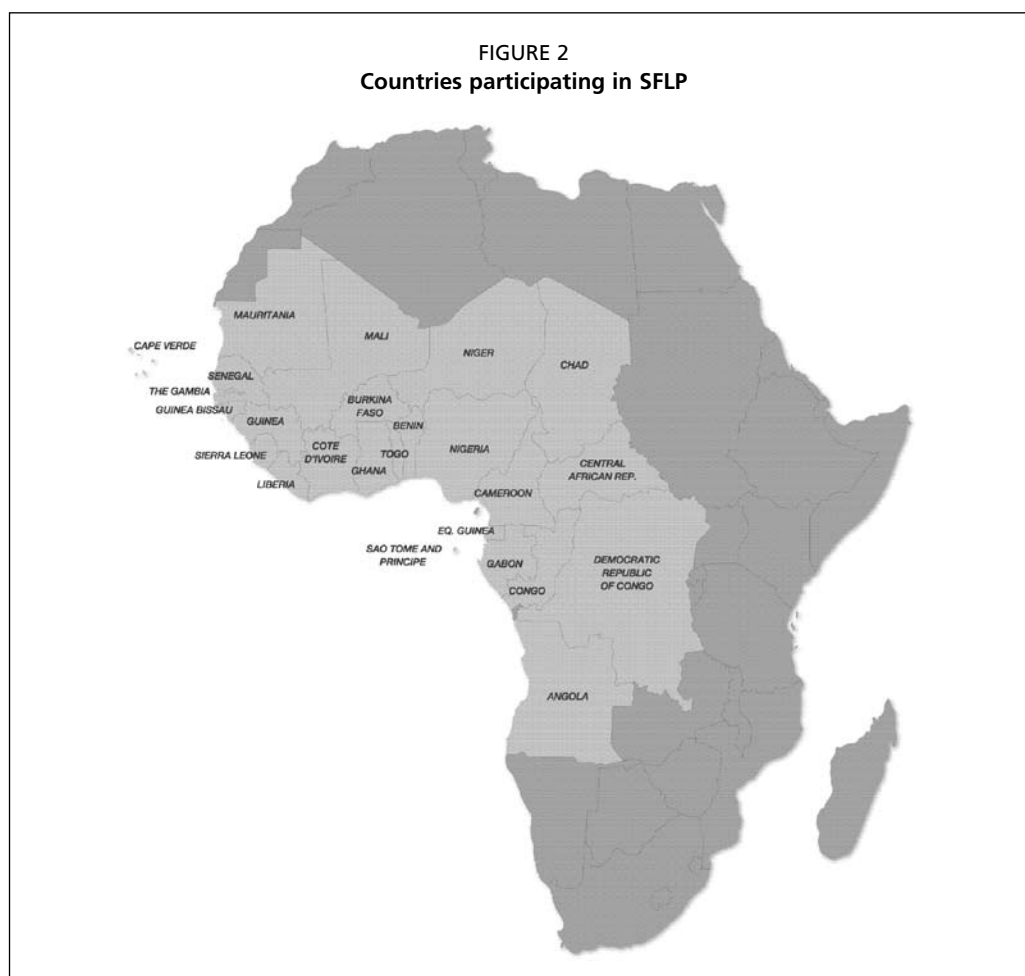 FIGURE 2
Countries participating in SFLP
MAURITANIA
MALI
CAPE VERDE
NIGER
CHAD
SENEGAL
THE GAMBIA
GUINEA BISSAU
BURKINA
FASO
GUINEA
BENIN
SIERRA LEONE
COTE
D'IVOIRE
TOGO
NIGERIA
GHANA
CENTRAL
AFRICAN REP.
LIBERIA
CAMEROON
EQ. GUINEA
SAO TOME AND
PRINCIPE
GABON
CONGO
DEMOCRATIC
REPUBLIC
OF CONGO
ANGOLA